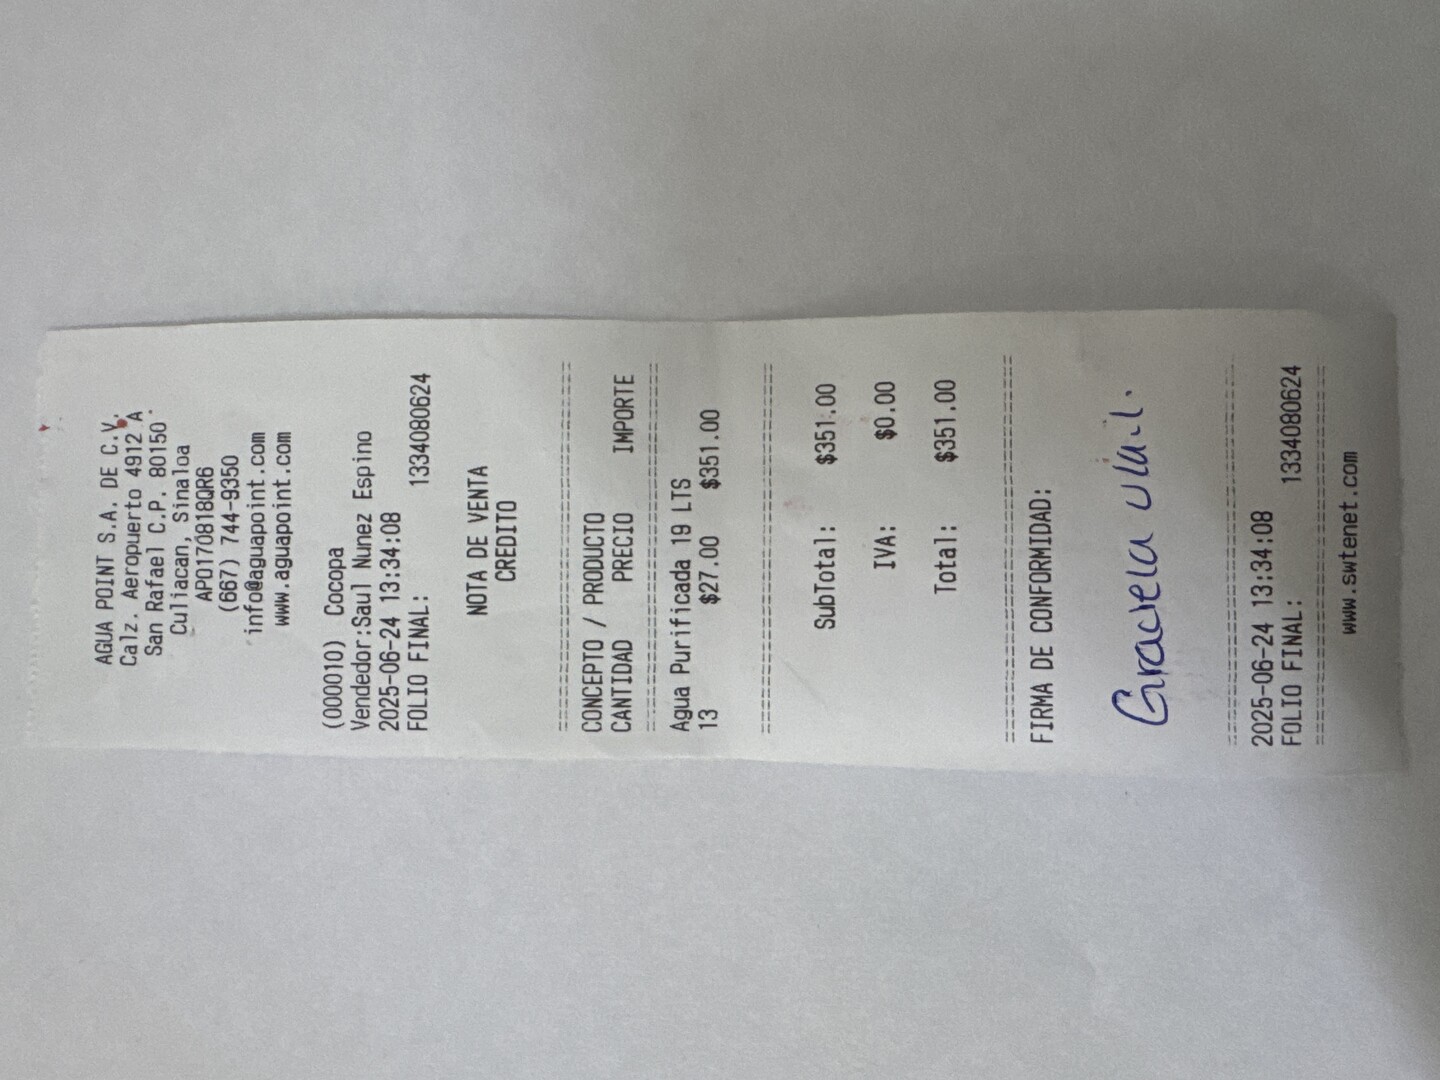 AGUA POINT S.A. DE C.V.
Calz. Aeropuerto 4912 A
San Rafael C.P. 80150
Culiacan, Sinaloa
APO170818QR6
(667) 744-9350
info@aguapoint.com
www.aguapoint.com
(000010) Cocopa
Vendedor:Saul Nunez Espino
2025-06-24 13:34:08
FOLIO FINAL: 1334080624
NOTA DE VENTA
CREDITO
CONCEPTO / PRODUCTO
CANTIDAD PRECIO IMPORTE
Agua Purificada 19 LTS
13 $27.00 $351.00
SubTotal: $351.00
IVA: $0.00
Total: $351.00
FIRMA DE CONFORMIDAD:
Graciela
2025-06-24 13:34:08
FOLIO FINAL: 1334080624
www.swtenet.com